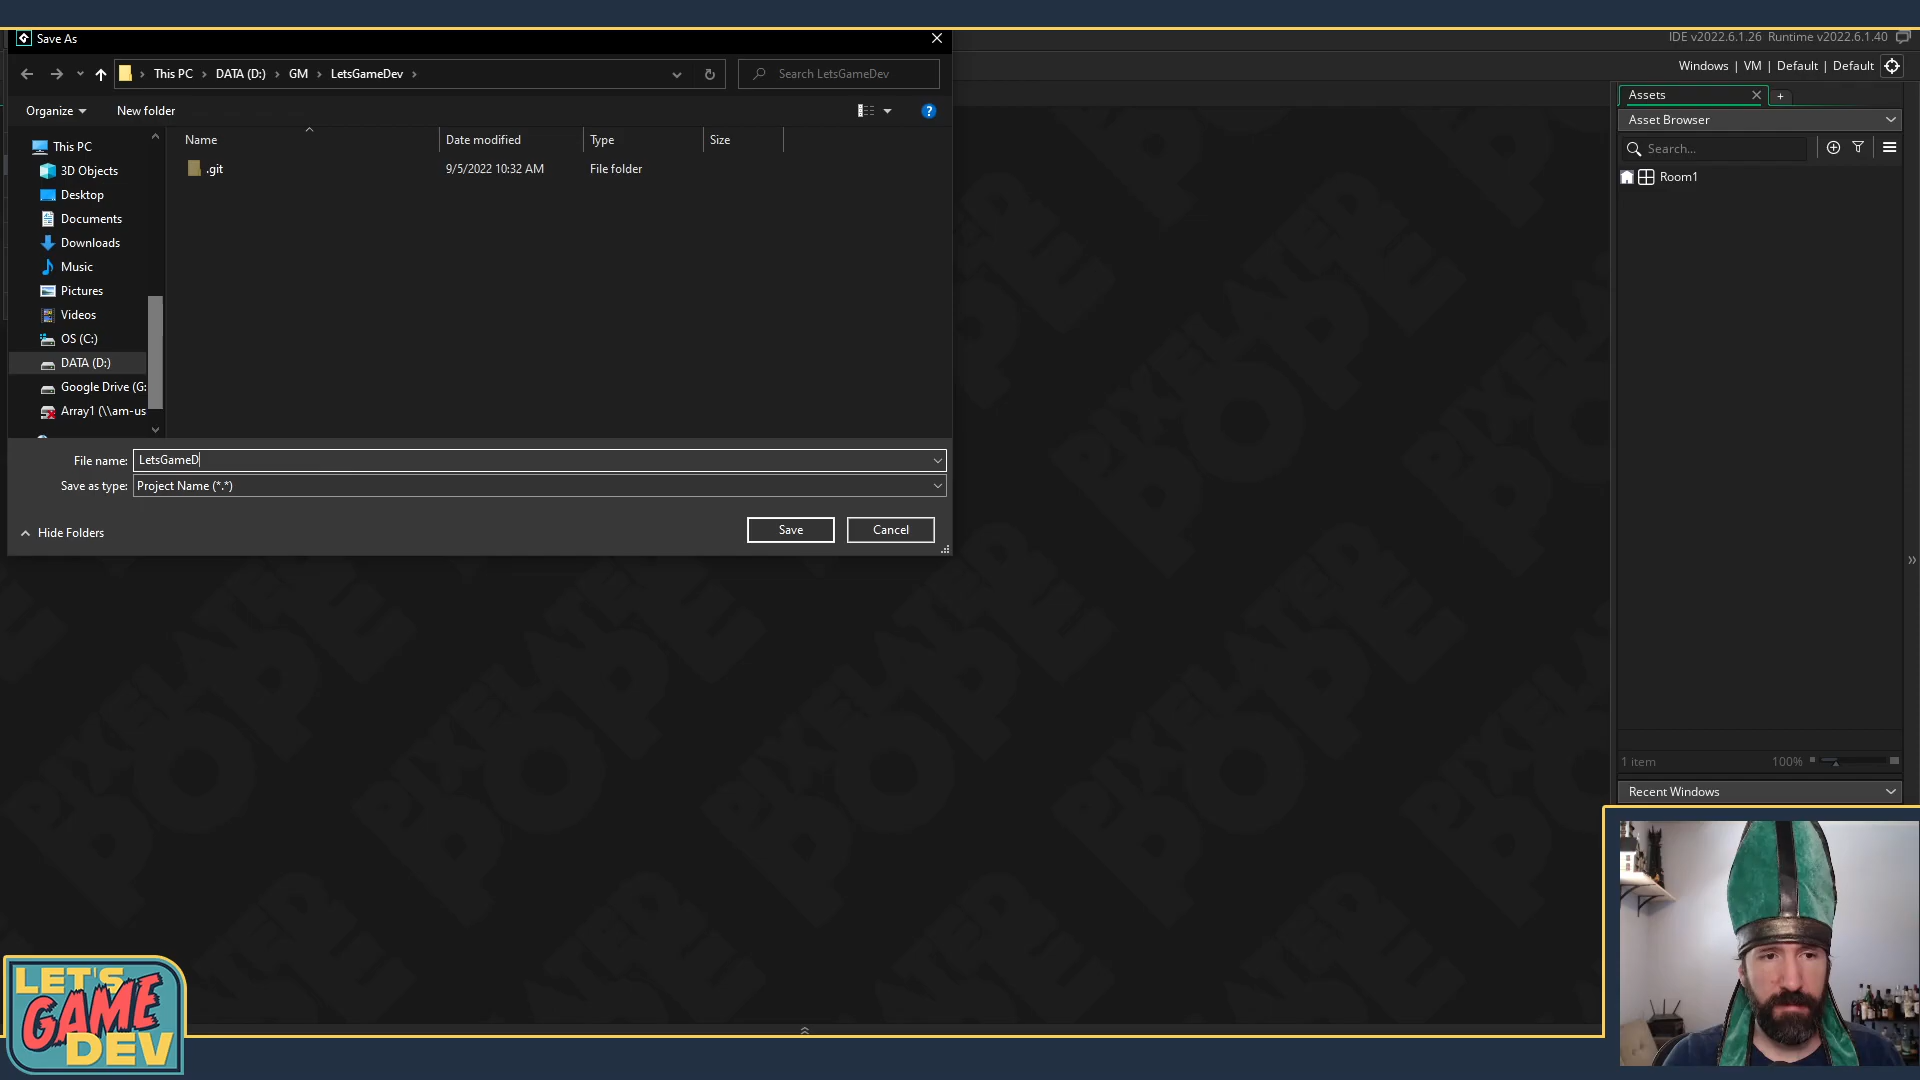 Save As
IDE v2022.6.1.26 Runtime v2022.6.1.40
Windows | VM | Default | Default
This PC > DATA (D:) > GM > LetsGameDev >
Search LetsGameDev
Organize
New folder
Name
Date modified
Type
Size
.git
9/5/2022 10:32 AM
File folder
This PC
3D Objects
Desktop
Documents
Downloads
Music
Pictures
Videos
OS (C:)
DATA (D:)
Google Drive (G:
Array1 (\\am-us
File name: LetsGameD
Save as type: Project Name (*.*)
Hide Folders
Save
Cancel
Assets
Asset Browser
Search...
Room1
1 item
100%
Recent Windows
PIXELATED
POPE
LET'S
GAME
DEV